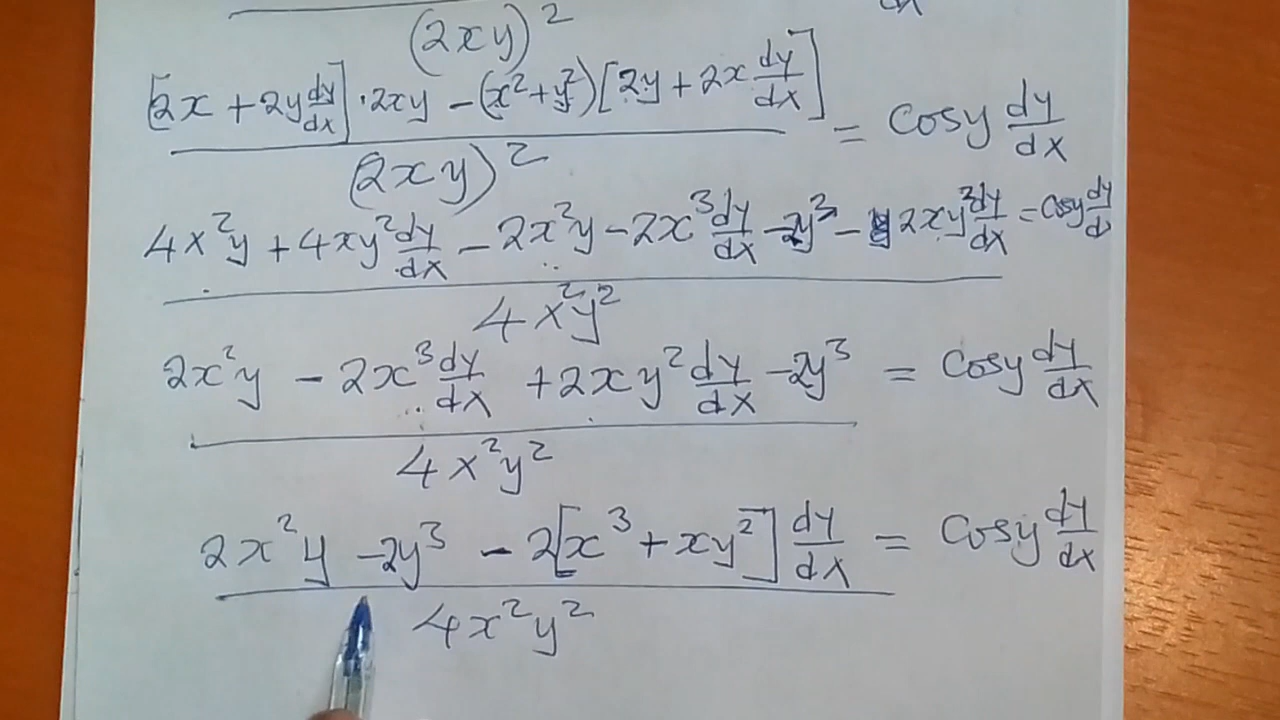 (2xy)²
[2x + 2y dy/dx] · 2xy − (x² + y²)[2y + 2x dy/dx] / (2xy)² = Cosy dy/dx
4x²y + 4xy² dy/dx − 2x²y − 2x³ dy/dx − 2y³ − 2xy² dy/dx / 4x²y² = Cosy dy/d
2x²y − 2x³ dy/dx + 2xy² dy/dx − 2y³ / 4x²y² = Cosy dy/dx
2x²y − 2y³ − 2[x³ + xy²] dy/dx / 4x²y² = Cosy dy/dx